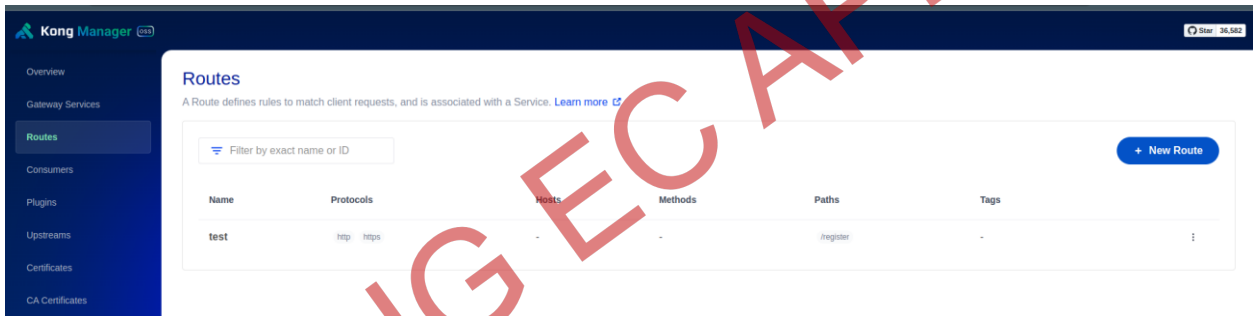 Kong Manager OSS
Star 36,582
Overview
Gateway Services
Routes
Consumers
Plugins
Upstreams
Certificates
CA Certificates
Routes
A Route defines rules to match client requests, and is associated with a Service. Learn more
Filter by exact name or ID
+ New Route
Name Protocols Hosts Methods Paths Tags
test http https - - /register -
G ECAF